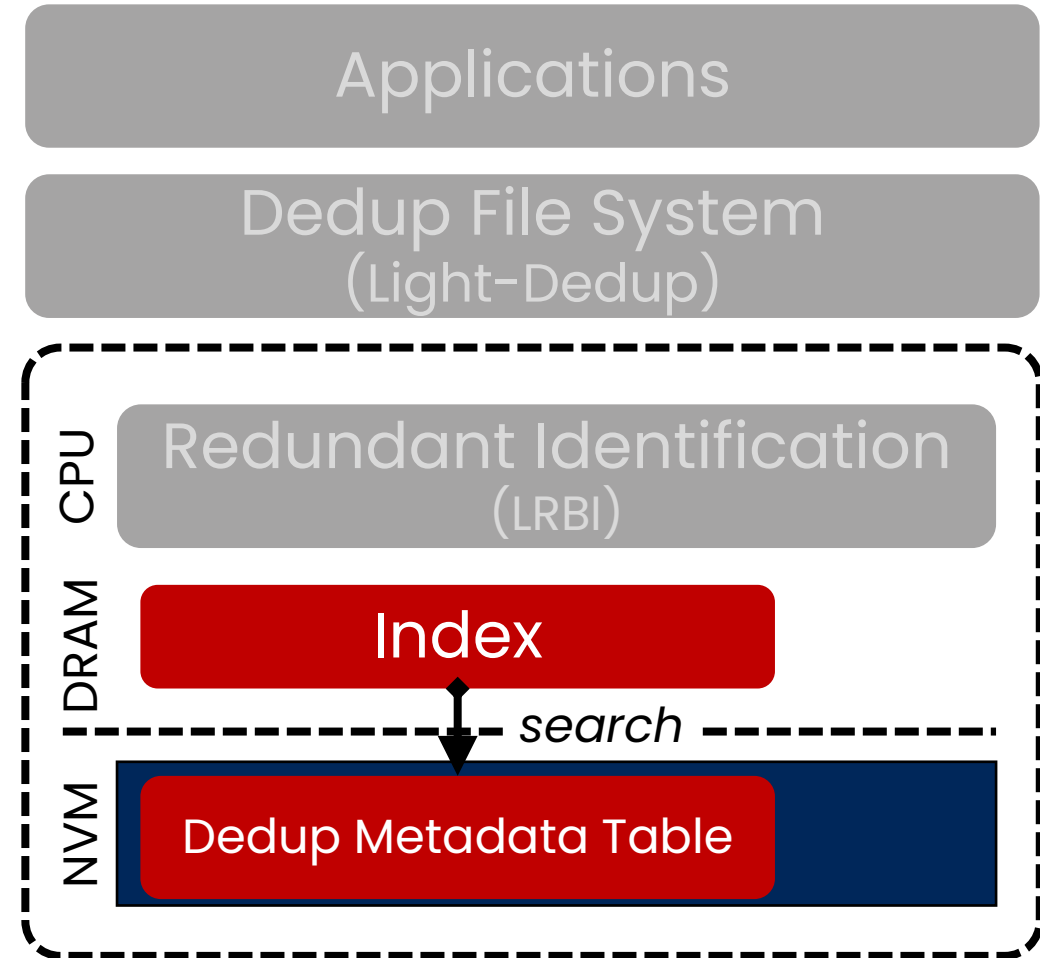 Applications
Dedup File System
(Light-Dedup)
CPU
Redundant Identification
(LRBI)
DRAM
Index
search
NVM
Dedup Metadata Table